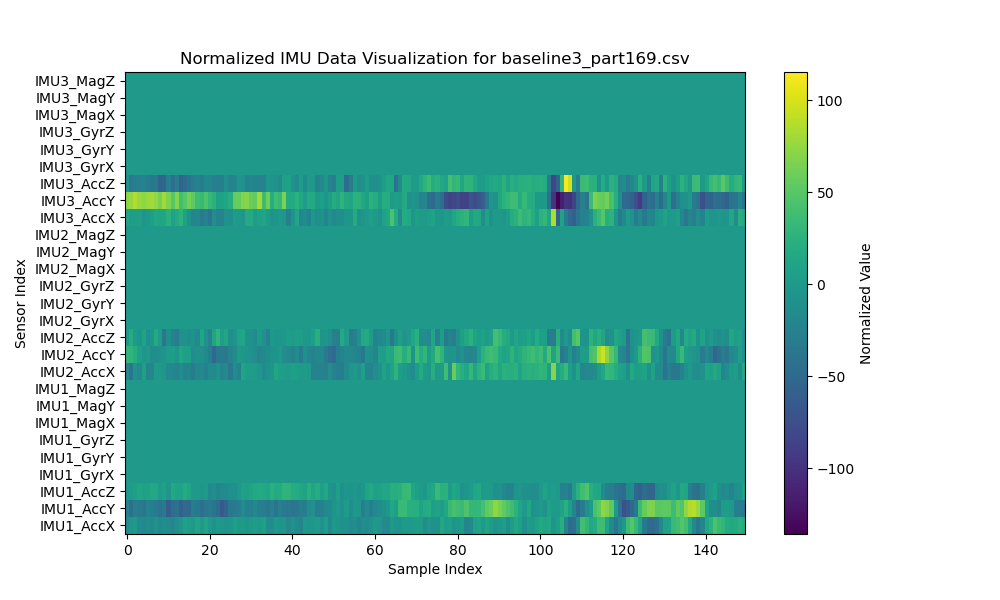 Normalized IMU Data Visualization for baseline3_part169.csv
IMU3_MagZ
IMU3_MagY
IMU3_MagX
IMU3_GyrZ
IMU3_GyrY
IMU3_GyrX
IMU3_AccZ
IMU3_AccY
IMU3_AccX
IMU2_MagZ
IMU2_MagY
IMU2_MagX
IMU2_GyrZ
IMU2_GyrY
IMU2_GyrX
IMU2_AccZ
IMU2_AccY
IMU2_AccX
IMU1_MagZ
IMU1_MagY
IMU1_MagX
IMU1_GyrZ
IMU1_GyrY
IMU1_GyrX
IMU1_AccZ
IMU1_AccY
IMU1_AccX
Sensor Index
0 20 40 60 80 100 120 140
Sample Index
100
50
0
−50
−100
Normalized Value